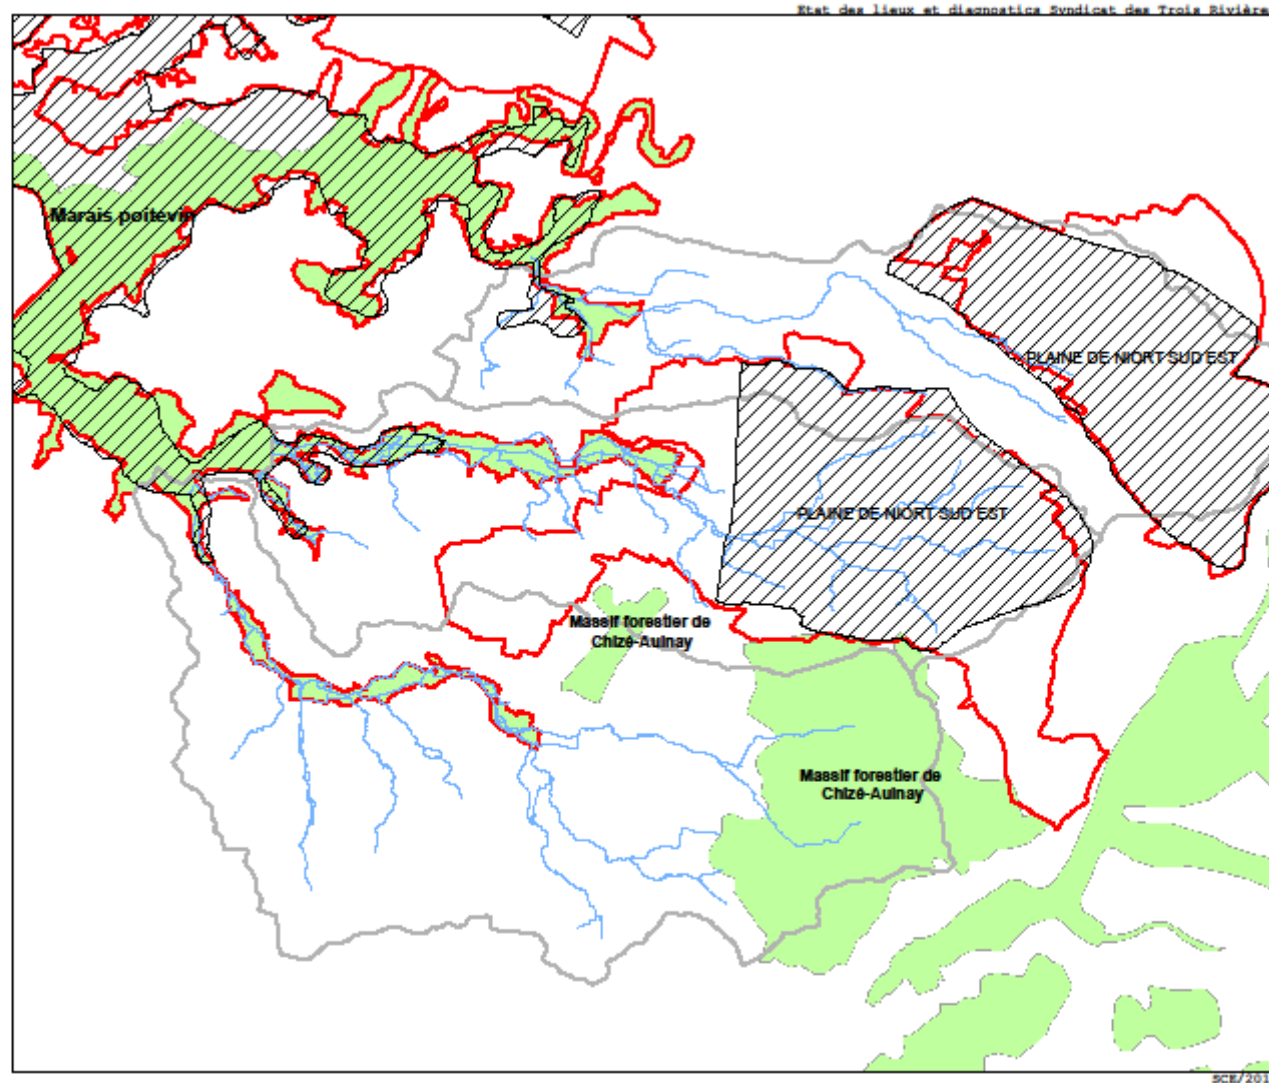 Etat des lieux et diagnostics Syndicat des Trois Rivière
Marais poitevin
PLAINE DE NIORT SUD EST
PLAINE DE NIORT SUD EST
Massif forestier de
Chizé-Aulnay
Massif forestier de
Chizé-Aulnay
SCE/201